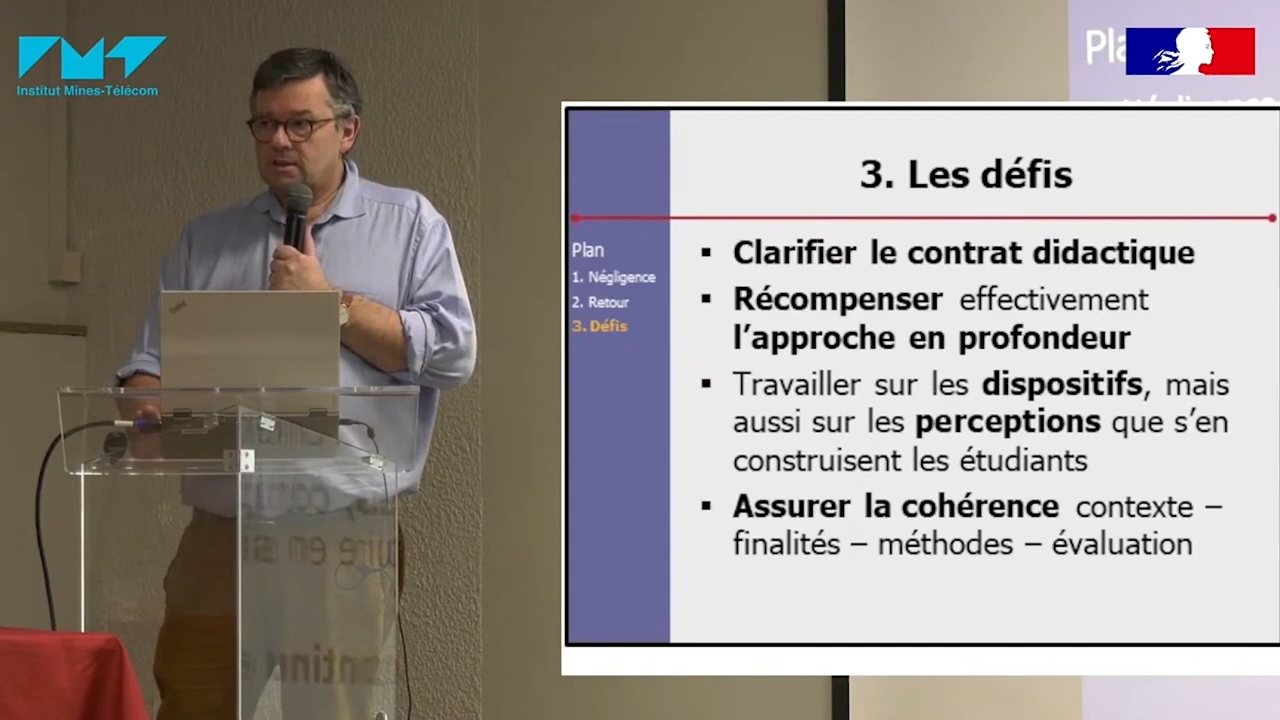 Institut Mines-Télécom
Pla
3. Les défis
Plan
1. Négligence
2. Retour
3. Défis
▪ Clarifier le contrat didactique
▪ Récompenser effectivement
l’approche en profondeur
▪ Travailler sur les dispositifs, mais
aussi sur les perceptions que s’en
construisent les étudiants
▪ Assurer la cohérence contexte –
finalités – méthodes – évaluation